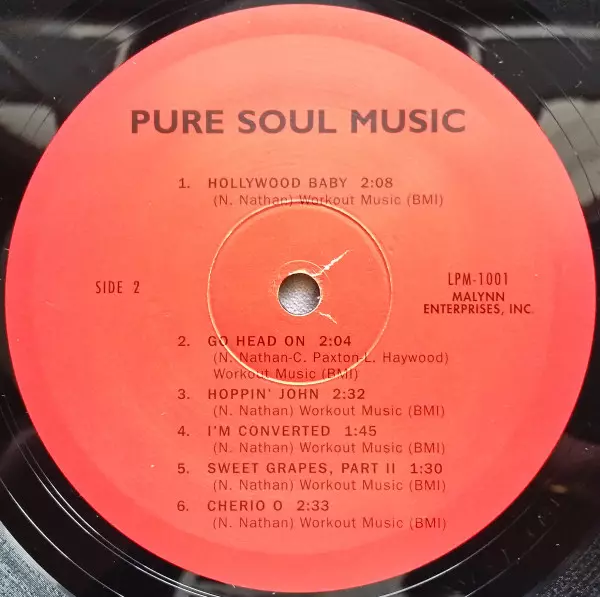 PURE SOUL MUSIC
1. HOLLYWOOD BABY 2:08
(N. Nathan) Workout Music (BMI)
SIDE 2
LPM-1001
MALYNN
ENTERPRISES, INC.
2. GO HEAD ON 2:04
(N. Nathan-C. Paxton-L. Haywood)
Workout Music (BMI)
3. HOPPIN' JOHN 2:32
(N. Nathan) Workout Music (BMI)
4. I'M CONVERTED 1:45
(N. Nathan) Workout Music (BMI)
5. SWEET GRAPES, PART II 1:30
(N. Nathan) Workout Music (BMI)
6. CHERIO O 2:33
(N. Nathan) Workout Music (BMI)